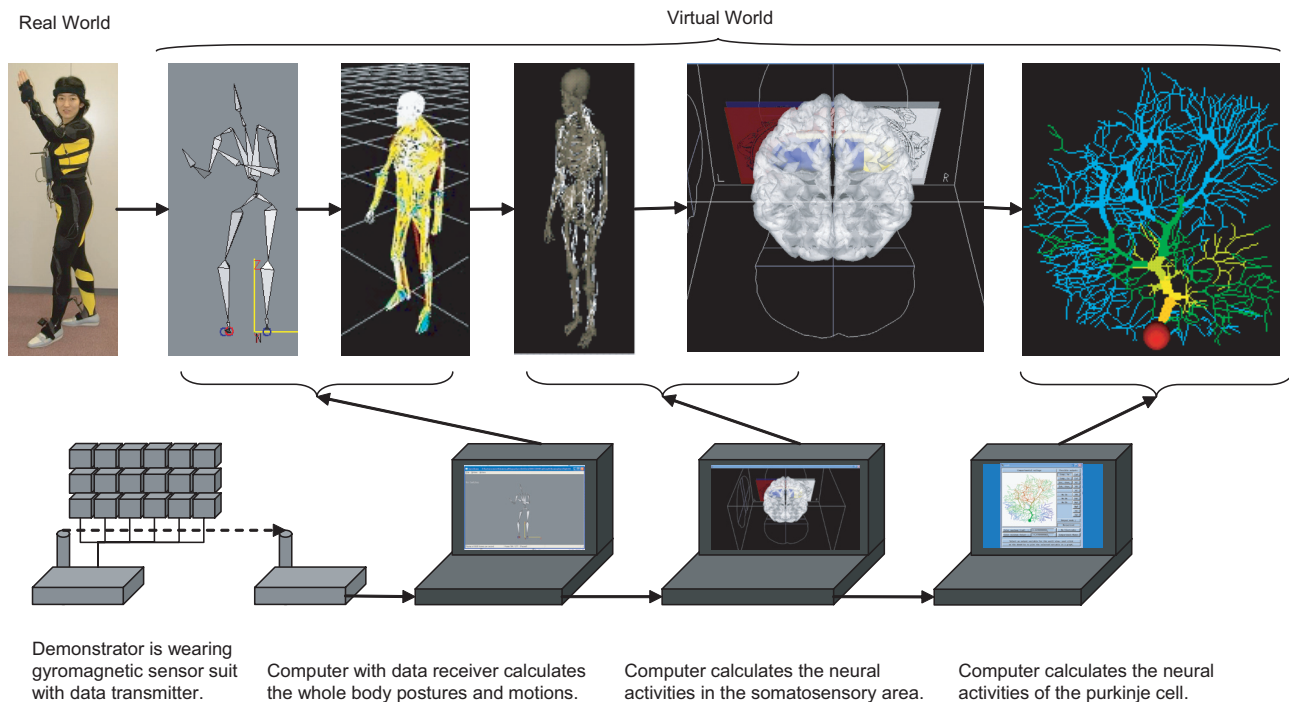 Real World
Virtual World
L
R
N
Demonstrator is wearing
gyromagnetic sensor suit
with data transmitter.
Computer with data receiver calculates
the whole body postures and motions.
Computer calculates the neural
activities in the somatosensory area.
Computer calculates the neural
activities of the purkinje cell.